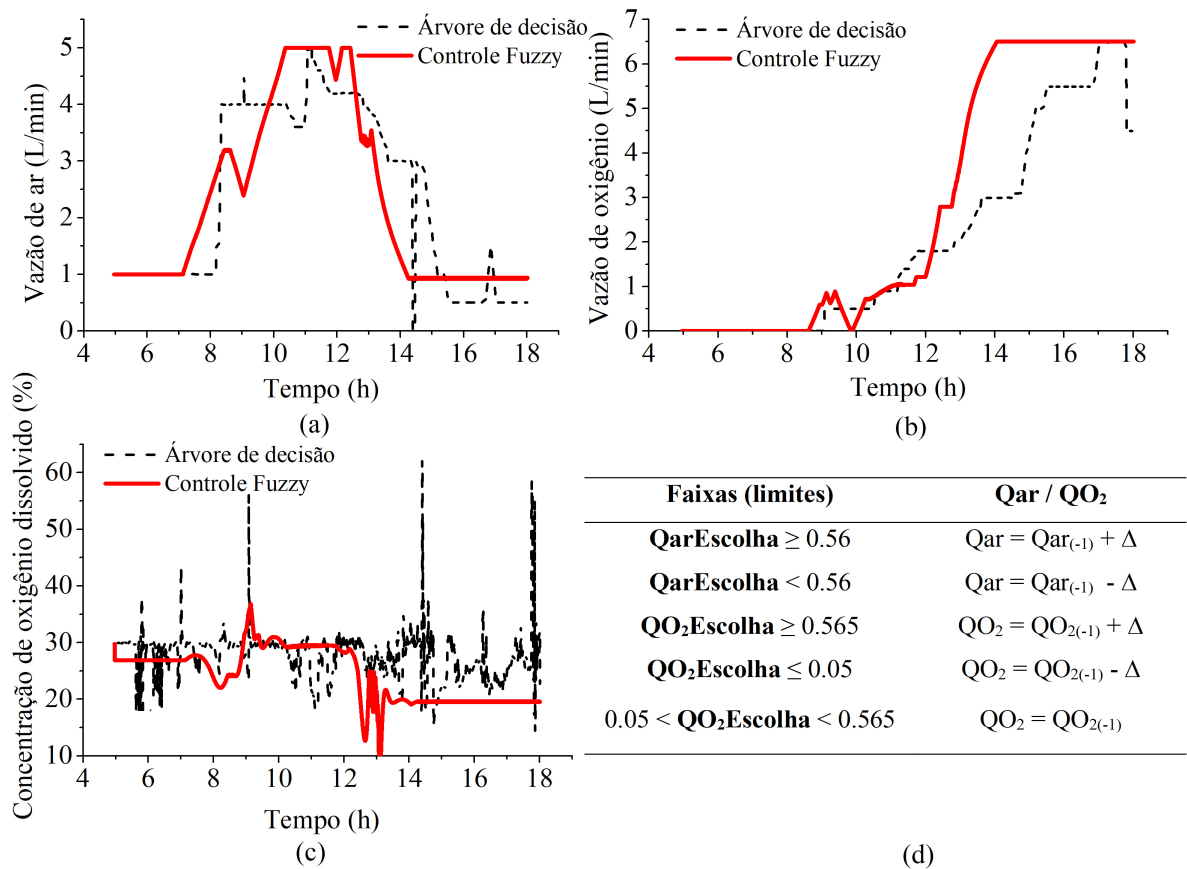 Árvore de decisão
Controle Fuzzy
Vazão de ar (L/min)
5
4
3
2
1
0
4 6 8 10 12 14 16 18
Tempo (h)
(a)
Árvore de decisão
Controle Fuzzy
Vazão de oxigênio (L/min)
7
6
5
4
3
2
1
0
4 6 8 10 12 14 16 18
Tempo (h)
(b)
Árvore de decisão
Controle Fuzzy
Concentração de oxigênio dissolvido (%)
60
50
40
30
20
10
4 6 8 10 12 14 16 18
Tempo (h)
(c)
Faixas (limites) Qar / QO₂
QarEscolha ≥ 0.56 Qar = Qar₍₋₁₎ + Δ
QarEscolha < 0.56 Qar = Qar₍₋₁₎ - Δ
QO₂Escolha ≥ 0.565 QO₂ = QO₂₍₋₁₎ + Δ
QO₂Escolha ≤ 0.05 QO₂ = QO₂₍₋₁₎ - Δ
0.05 < QO₂Escolha < 0.565 QO₂ = QO₂₍₋₁₎
(d)